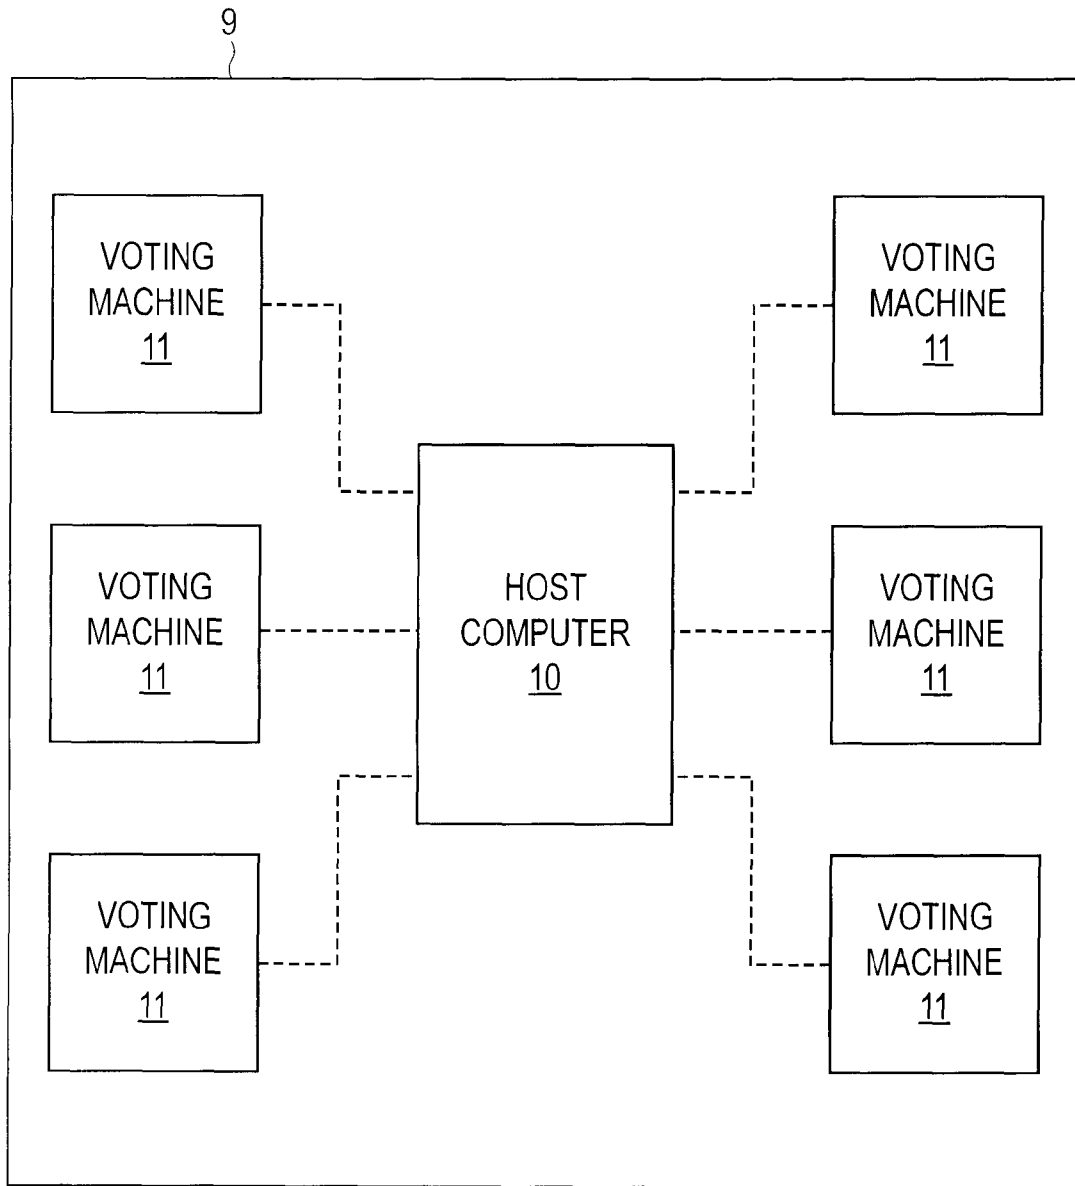 9
VOTING
MACHINE
11
VOTING
MACHINE
11
HOST
COMPUTER
10
VOTING
MACHINE
11
VOTING
MACHINE
11
VOTING
MACHINE
11
VOTING
MACHINE
11